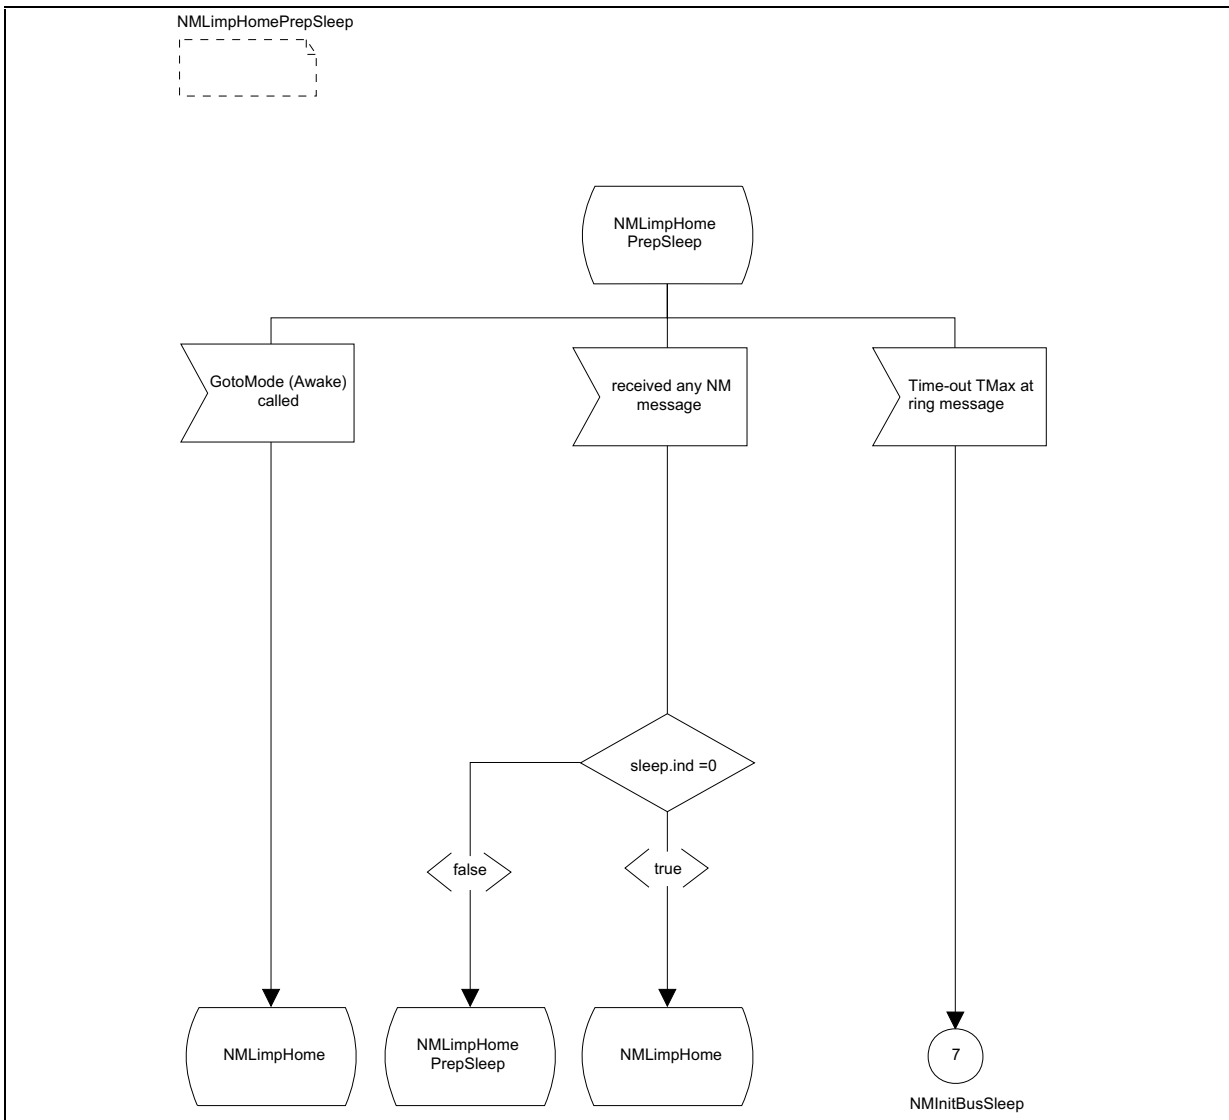 NMLimpHomePrepSleep
NMLimpHome
PrepSleep
GotoMode (Awake)
called
received any NM
message
Time-out TMax at
ring message
sleep.ind =0
false
true
NMLimpHome
NMLimpHome
PrepSleep
NMLimpHome
7
NMInitBusSleep